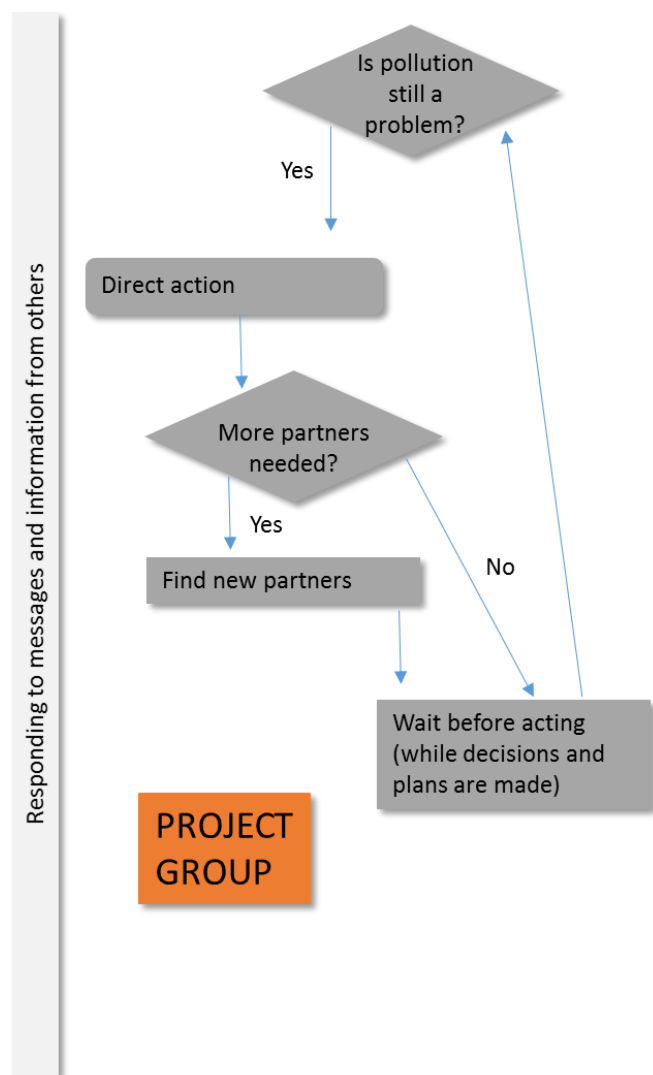 Responding to messages and information from others
Is pollution
still a
problem?
Yes
Direct action
More partners
needed?
Yes
No
Find new partners
Wait before acting
(while decisions and
plans are made)
PROJECT
GROUP